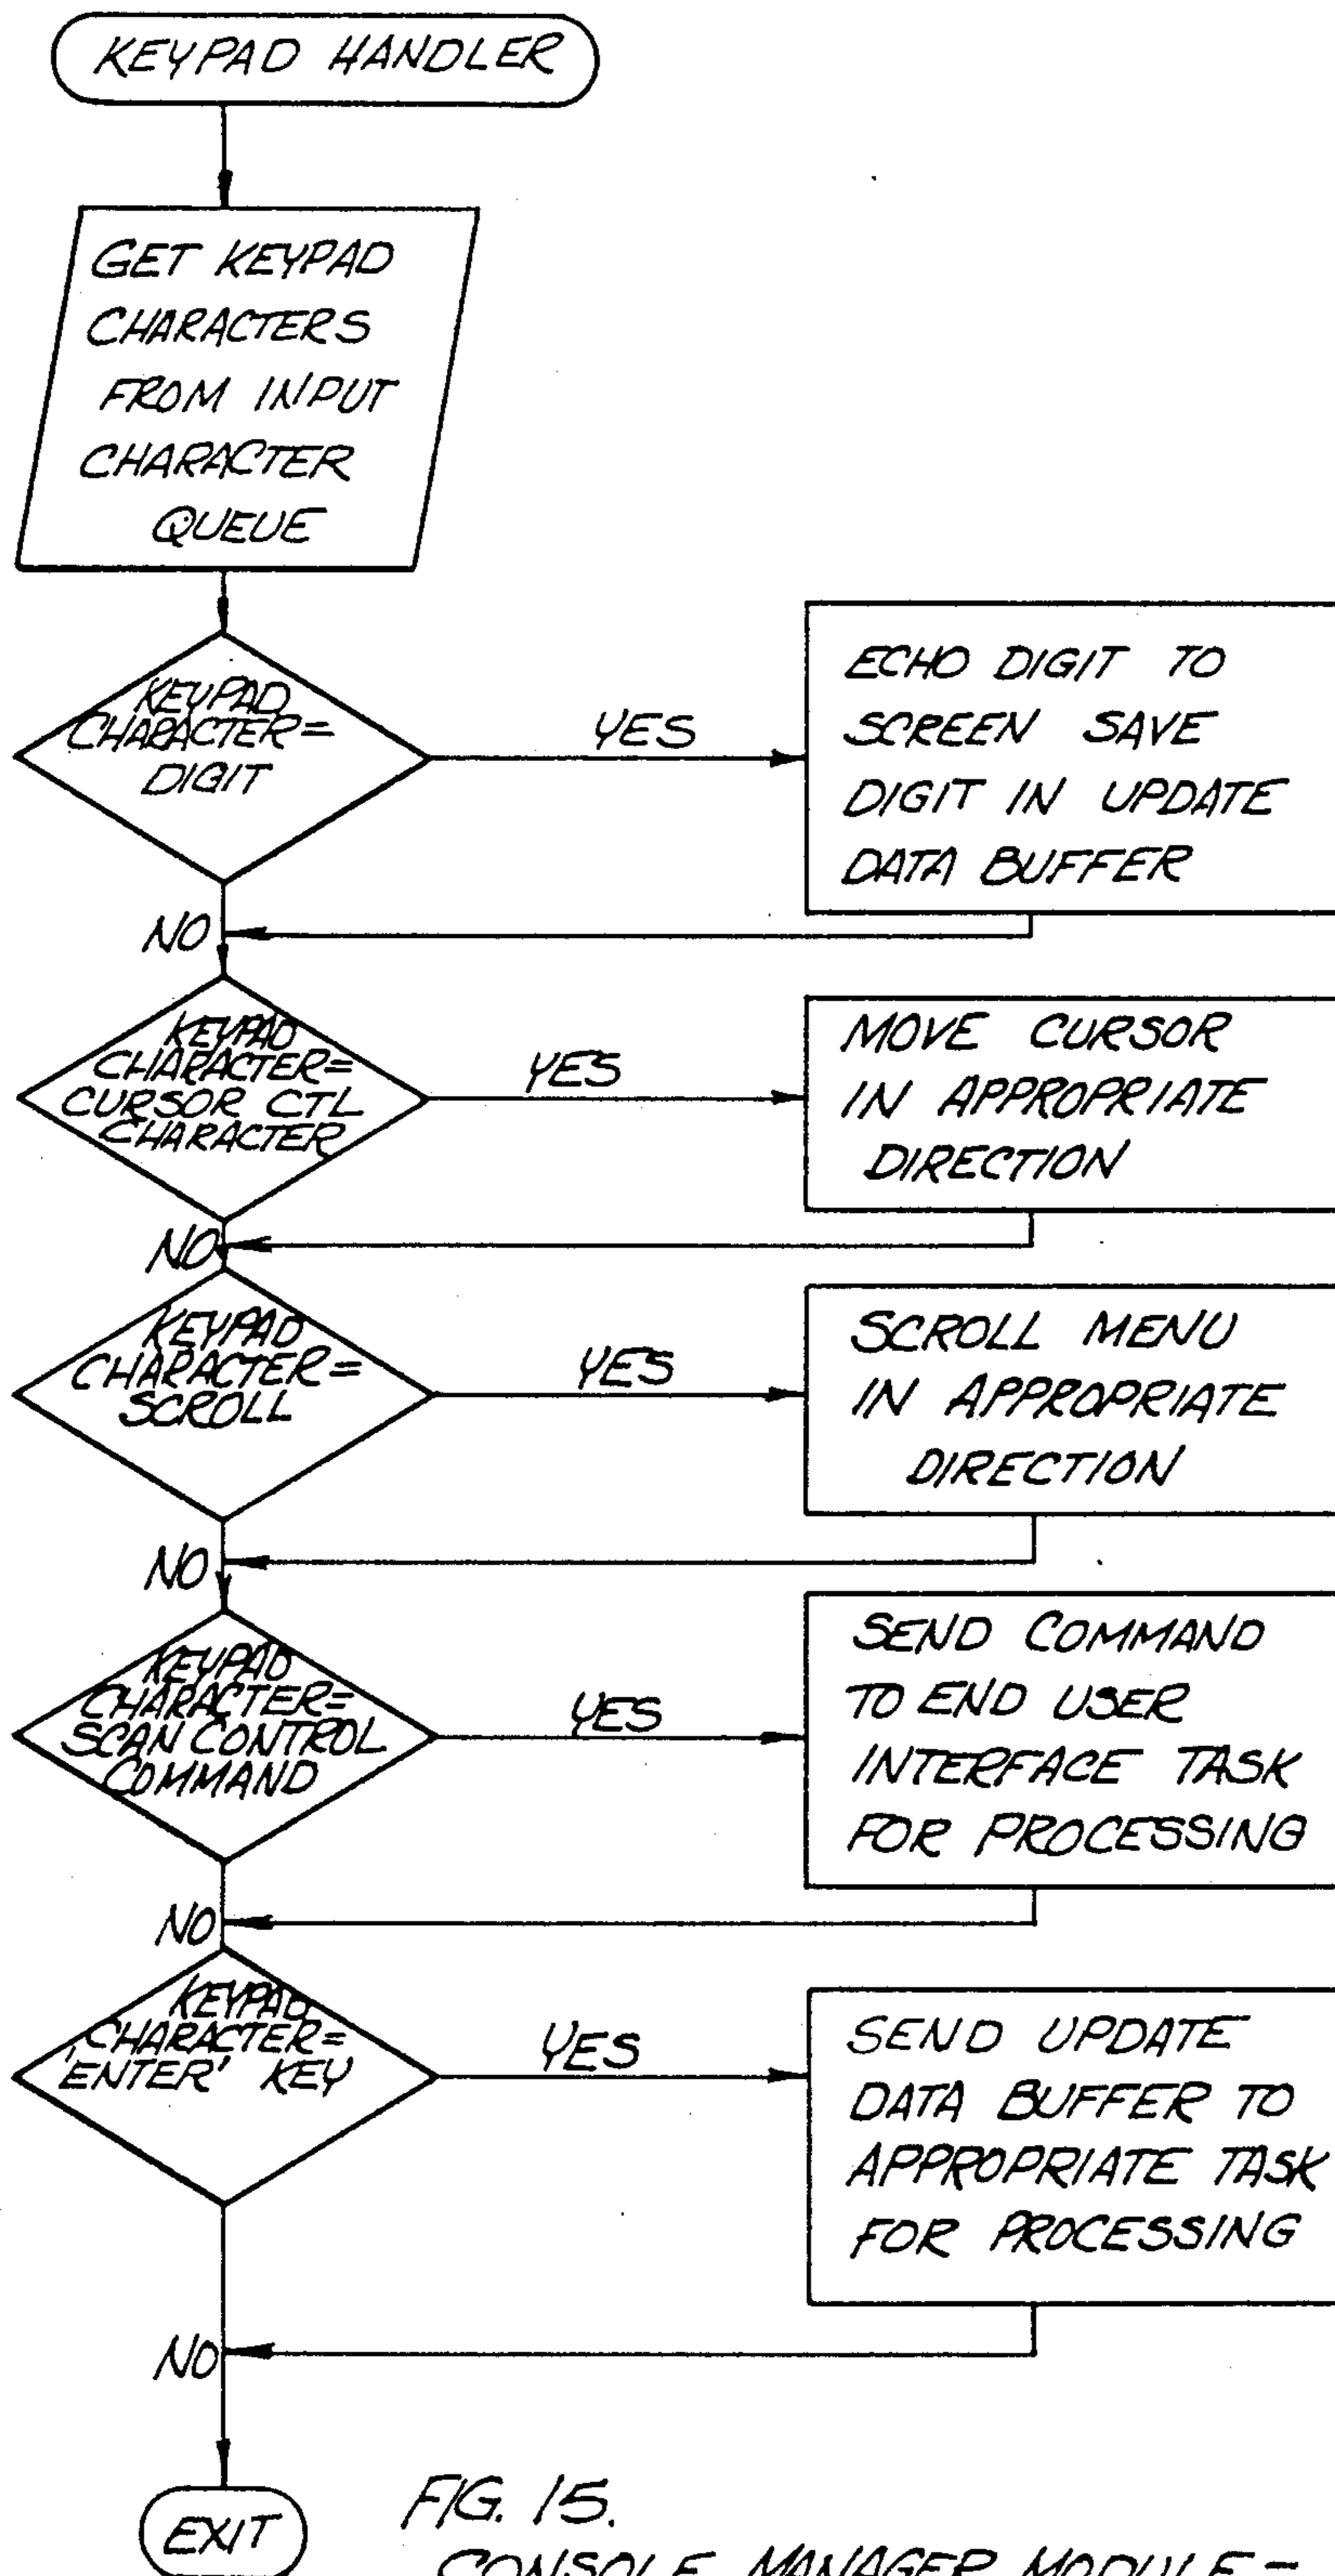 KEYPAD HANDLER
GET KEYPAD
CHARACTERS
FROM INPUT
CHARACTER
QUEUE
KEYPAD
CHARACTER=
DIGIT
YES
ECHO DIGIT TO
SCREEN SAVE
DIGIT IN UPDATE
DATA BUFFER
NO
KEYPAD
CHARACTER=
CURSOR CTL
CHARACTER
YES
MOVE CURSOR
IN APPROPRIATE
DIRECTION
NO
KEYPAD
CHARACTER=
SCROLL
YES
SCROLL MENU
IN APPROPRIATE
DIRECTION
NO
KEYPAD
CHARACTER=
SCAN CONTROL
COMMAND
YES
SEND COMMAND
TO END USER
INTERFACE TASK
FOR PROCESSING
NO
KEYPAD
CHARACTER=
'ENTER' KEY
YES
SEND UPDATE
DATA BUFFER TO
APPROPRIATE TASK
FOR PROCESSING
NO
EXIT
FIG. 15.
CONSOLE MANAGER MODULE-